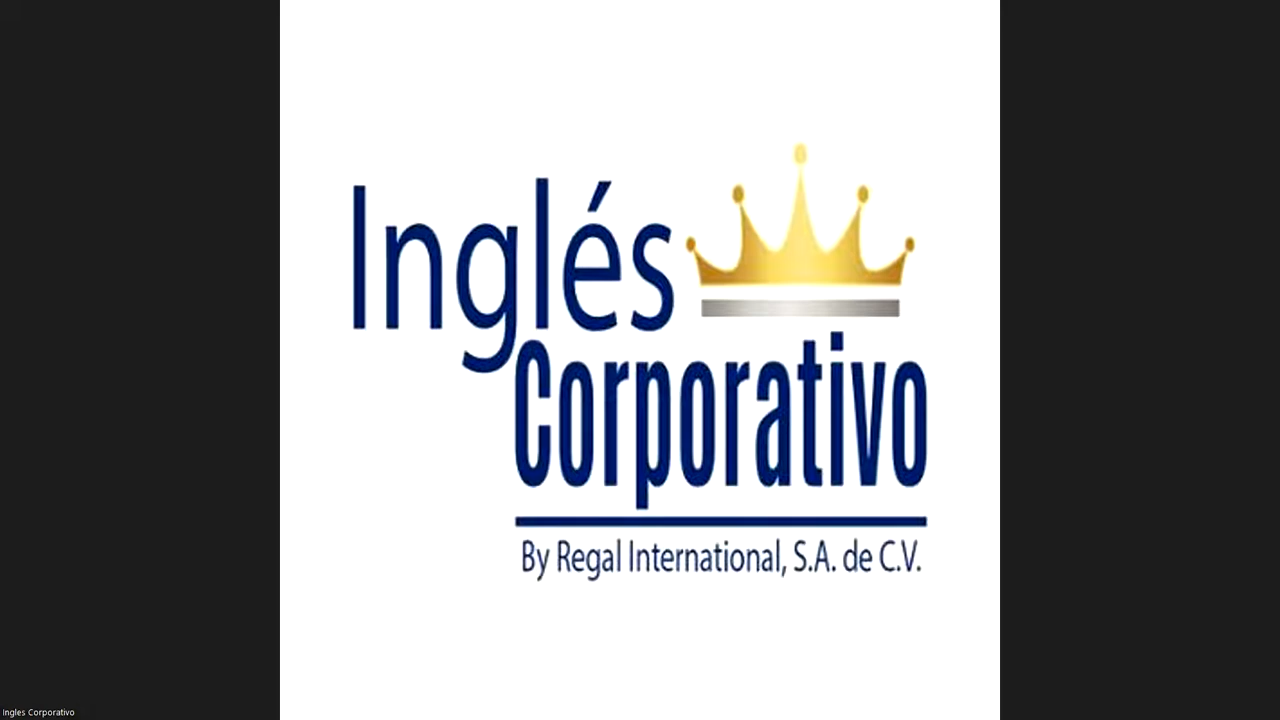 Inglés
Corporativo
By Regal International, S.A. de C.V.
Ingles Corporativo